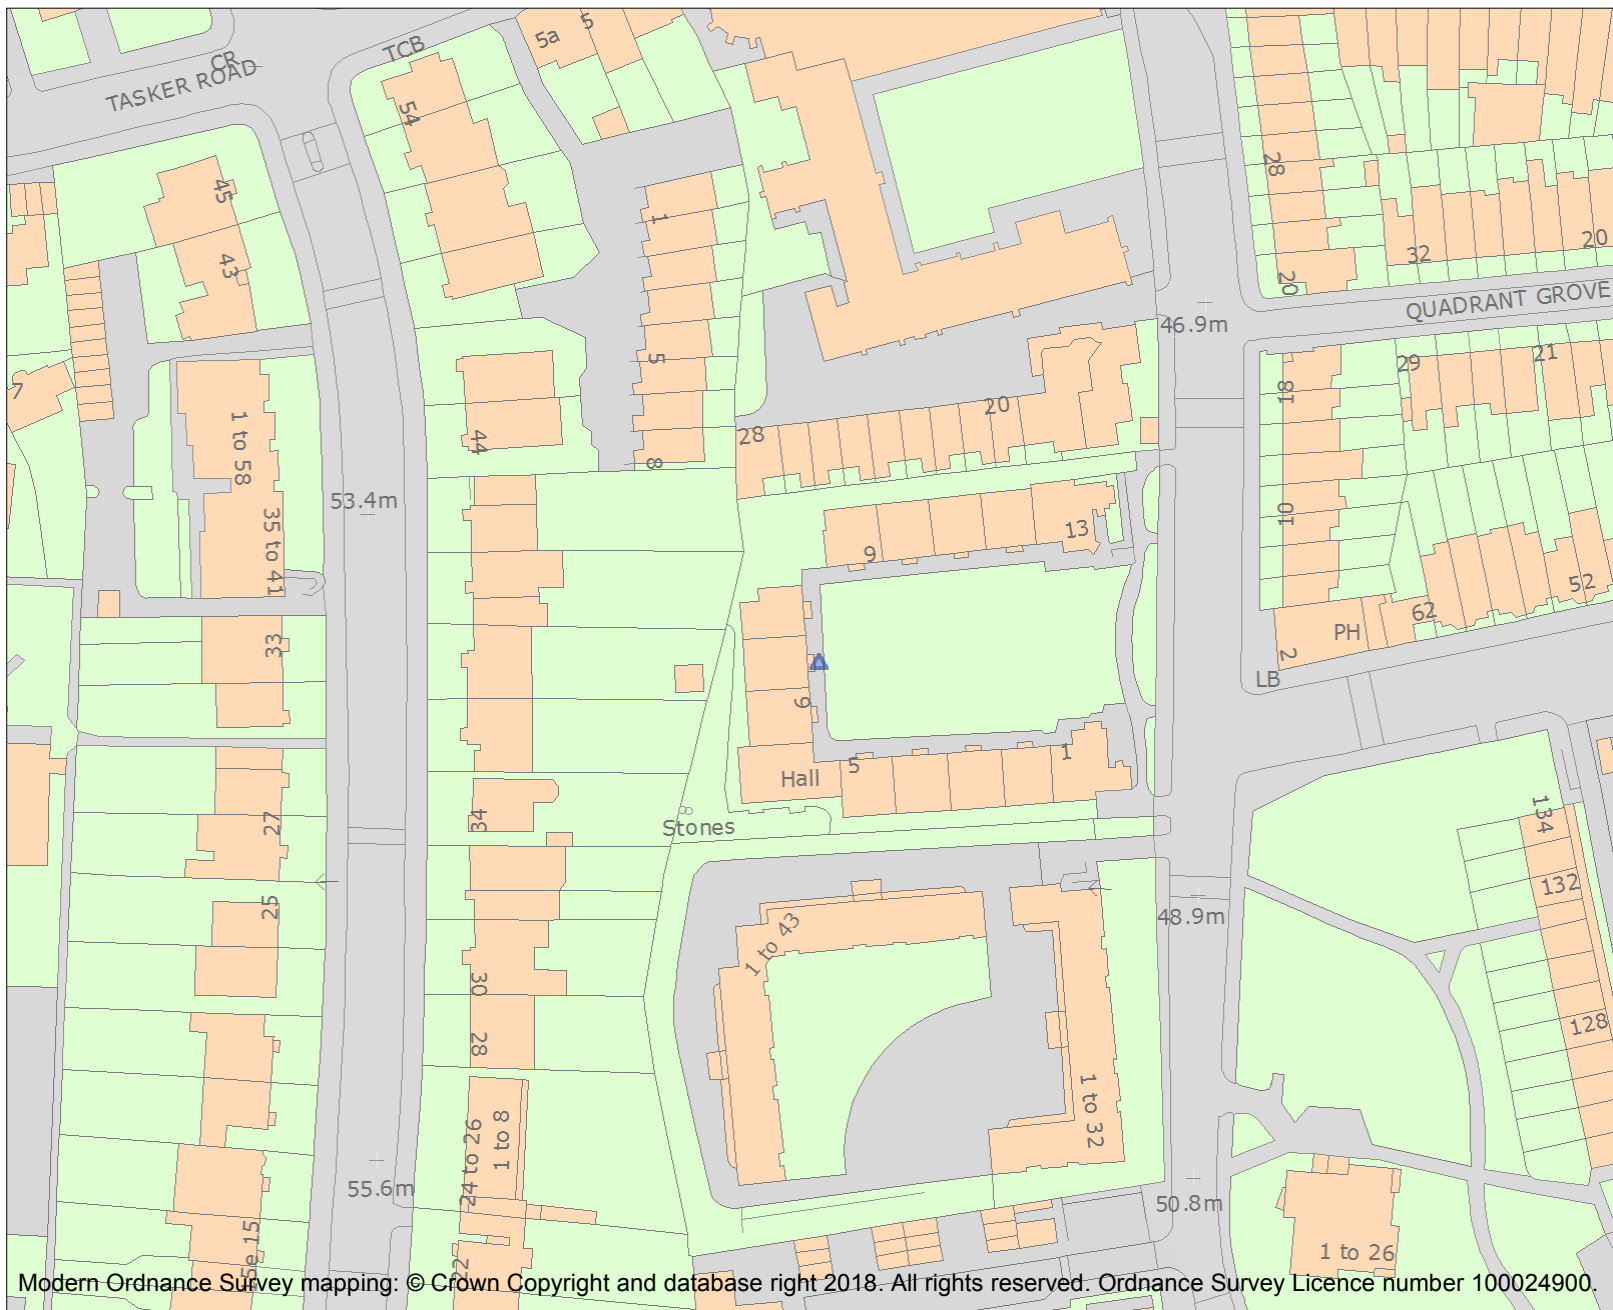 5a
5
TCB
CR
TASKER ROAD
54
45
43
1
28
32
20
20
QUADRANT GROVE
46.9m
5
7
44
8
28
20
18
29
21
1 to 58
53.4m
35 to 41
9
13
10
52
62
PH
2
LB
33
6
Hall
5
1
34
Stones
27
134
132
25
1 to 43
48.9m
30
28
128
1 to 32
24 to 26
1 to 8
55.6m
50.8m
5e 15
22
1 to 26
Modern Ordnance Survey mapping: © Crown Copyright and database right 2018. All rights reserved. Ordnance Survey Licence number 100024900.